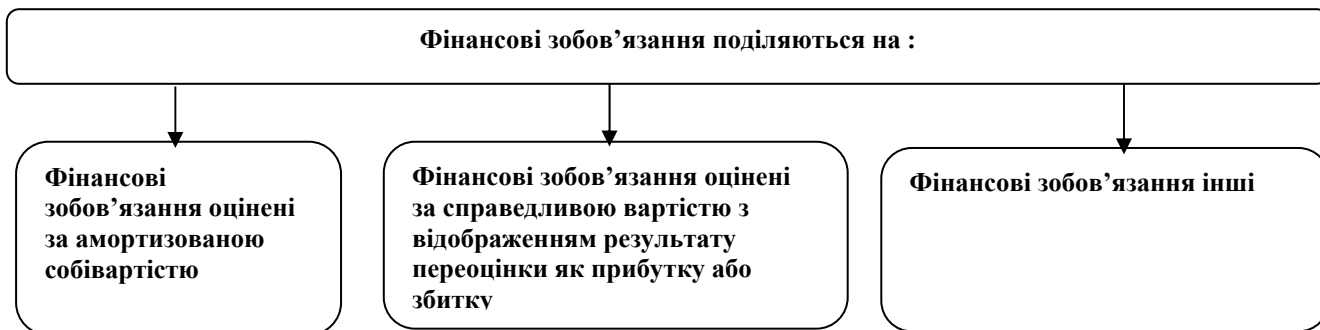 Фінансові зобов’язання поділяються на :
Фінансові
зобов’язання оцінені
за амортизованою
собівартістю
Фінансові зобов’язання оцінені
за справедливою вартістю з
відображенням результату
переоцінки як прибутку або
збитку
Фінансові зобов’язання інші